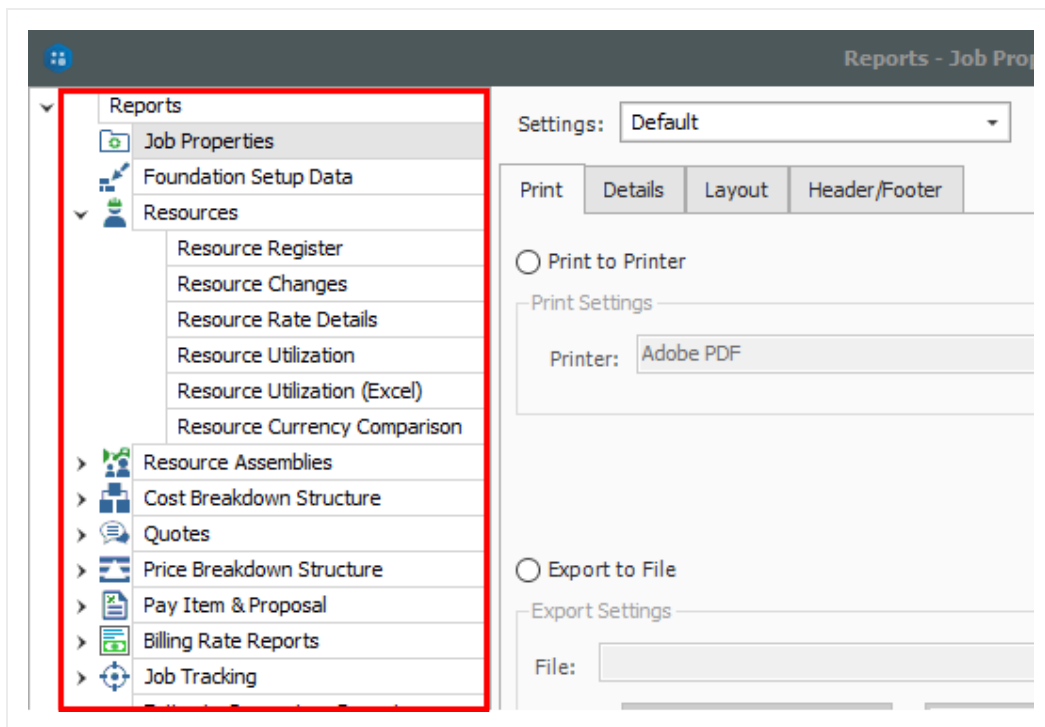 Reports - Job Prop
Reports
Job Properties
Foundation Setup Data
Resources
Resource Register
Resource Changes
Resource Rate Details
Resource Utilization
Resource Utilization (Excel)
Resource Currency Comparison
Resource Assemblies
Cost Breakdown Structure
Quotes
Price Breakdown Structure
Pay Item & Proposal
Billing Rate Reports
Job Tracking
Settings: Default
Print Details Layout Header/Footer
Print to Printer
Print Settings
Printer: Adobe PDF
Export to File
Export Settings
File: